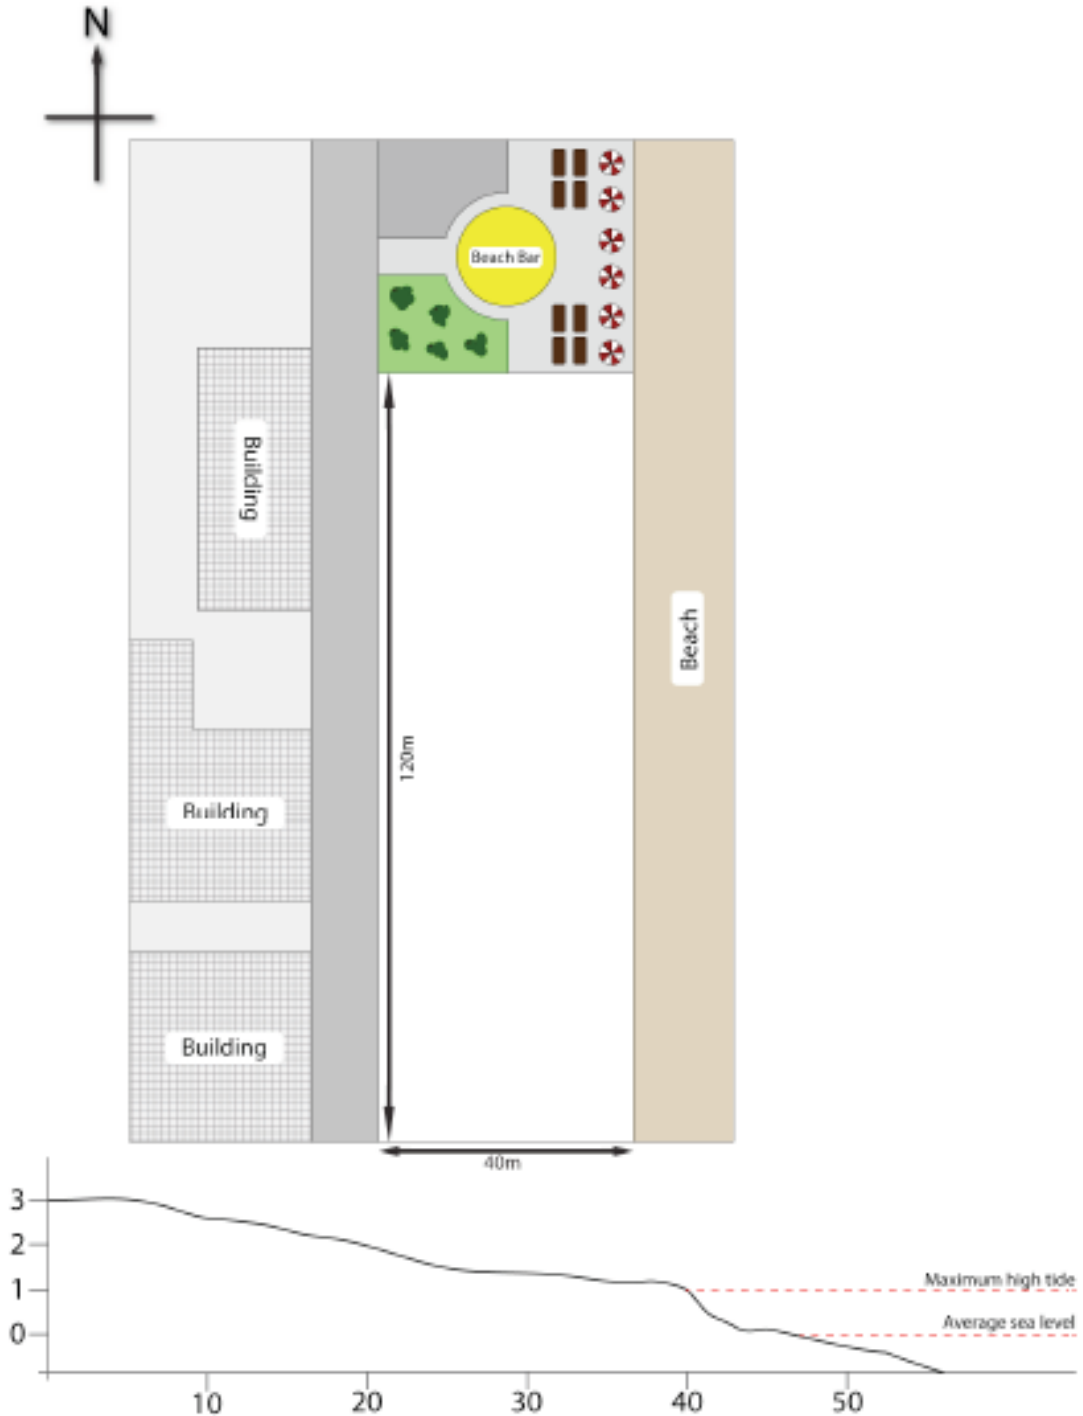 N
Beach Bar
Building
Beach
120m
Building
Building
40m
3
2
1
0
Maximum high tide
Average sea level
10 20 30 40 50